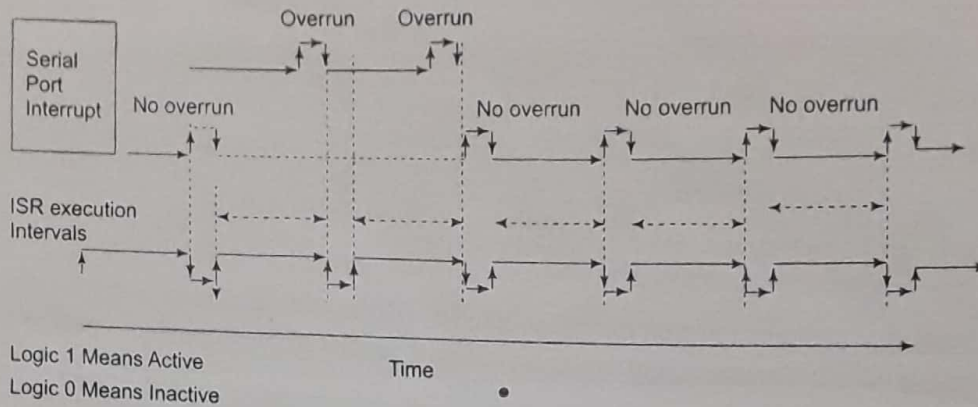 Overrun Overrun
Serial
Port
Interrupt
No overrun
No overrun No overrun No overrun
ISR execution
Intervals
Logic 1 Means Active
Time
Logic 0 Means Inactive